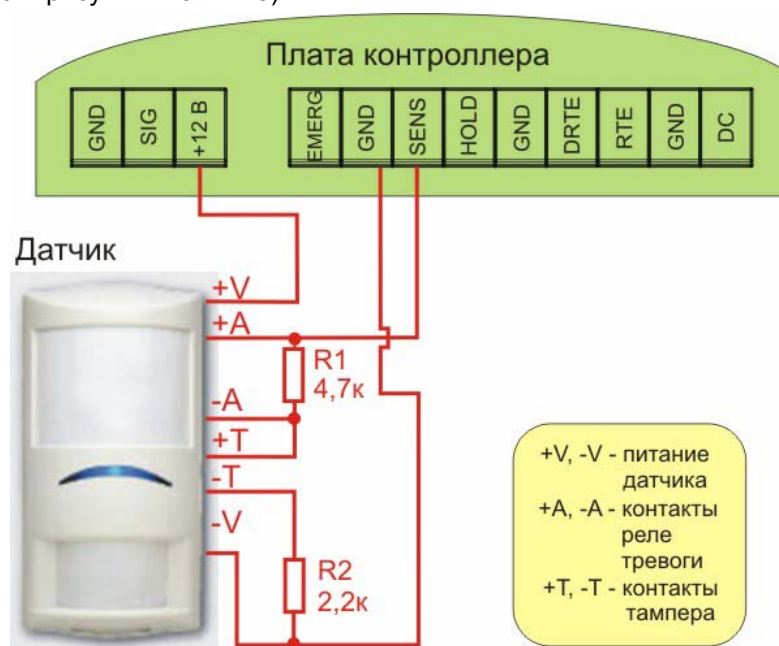 Плата контроллера
GND
SIG
+12 В
EMERG
GND
SENS
HOLD
GND
DRTE
RTE
GND
DC
Датчик
+V
+A
R1
4,7к
-A
+T
-T
-V
R2
2,2к
+V, -V - питание
датчика
+A, -A - контакты
реле
тревоги
+T, -T - контакты
тампера